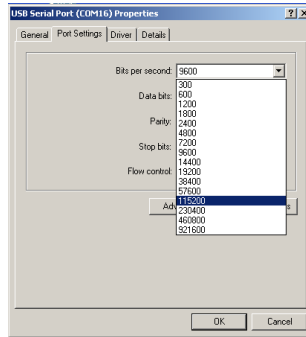 USB Serial Port (COM16) Properties
General Port Settings Driver Details
Bits per second: 9600
300
Data bits: 600
1200
1800
Parity: 2400
4800
7200
Stop bits: 9600
14400
Flow control: 19200
38400
57600
115200
230400
460800
921600
OK Cancel